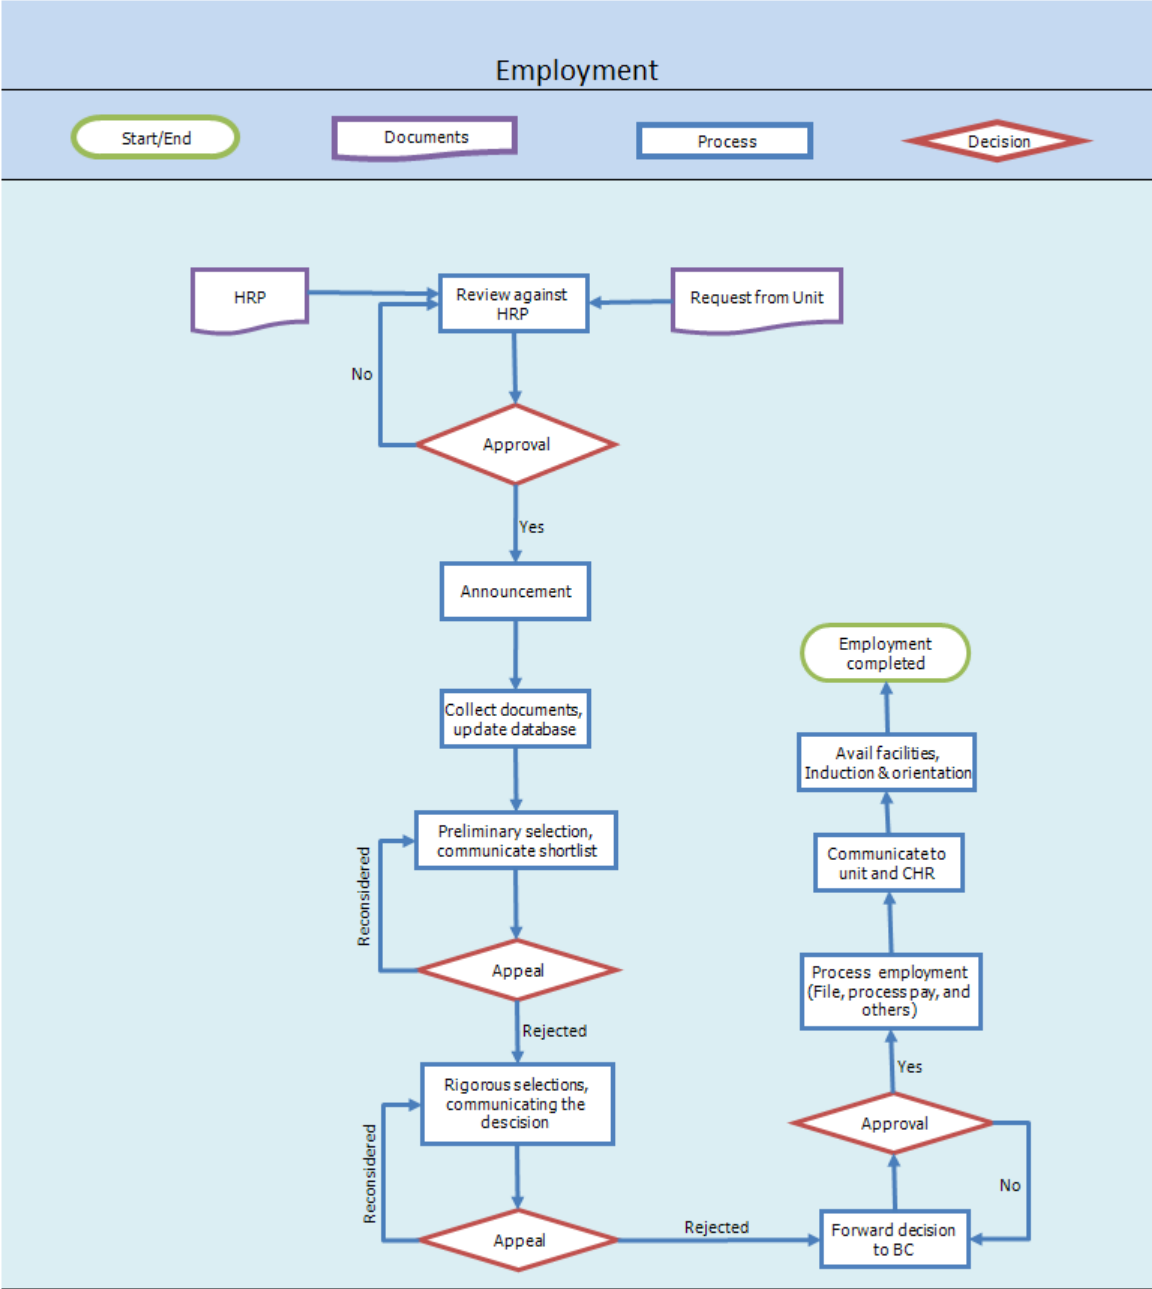 Employment
Start/End
Documents
Process
Decision
HRP
Review against
HRP
Request from Unit
No
Approval
Yes
Announcement
Collect documents,
update database
Preliminary selection,
communicate shortlist
Reconsidered
Appeal
Rejected
Rigorous selections,
communicating the
descision
Reconsidered
Appeal
Rejected
Forward decision
to BC
No
Approval
Yes
Process employment
(File, process pay, and
others)
Communicate to
unit and CHR
Avail facilities,
Induction & orientation
Employment
completed